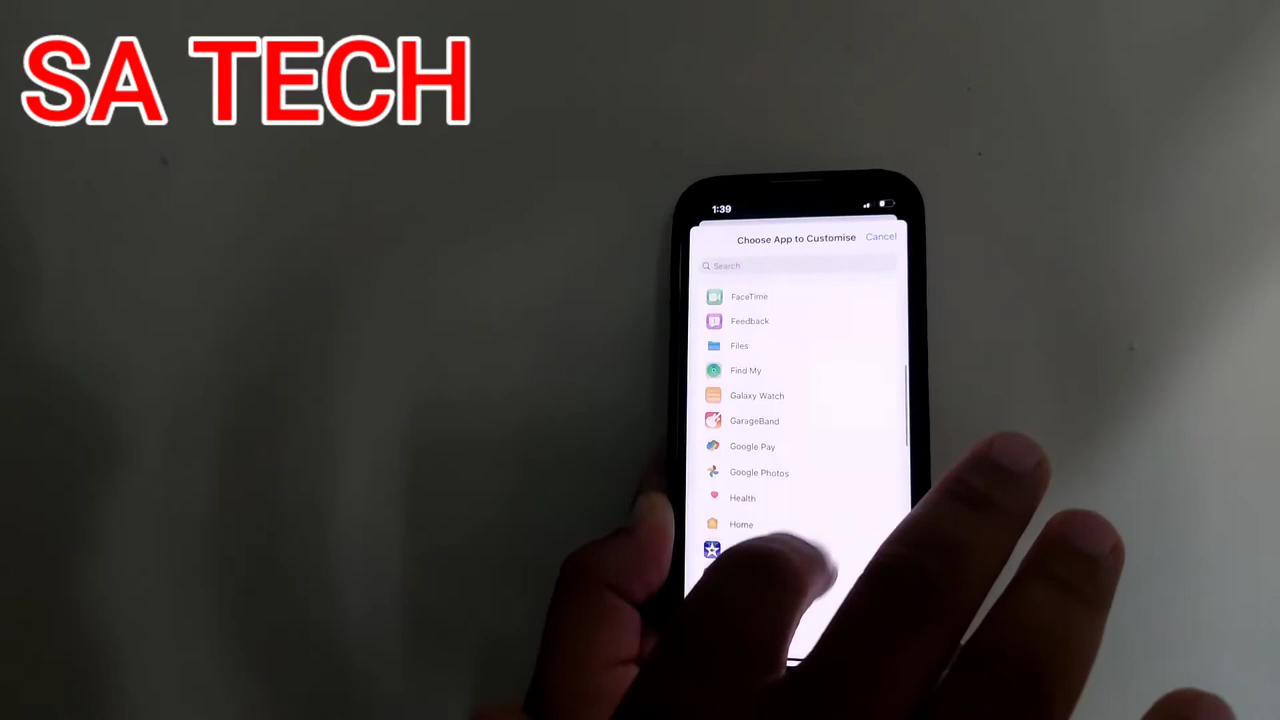 SA TECH
1:39
Choose App to Customise Cancel
Search
FaceTime
Feedback
Files
Find My
Galaxy Watch
GarageBand
Google Pay
Google Photos
Health
Home